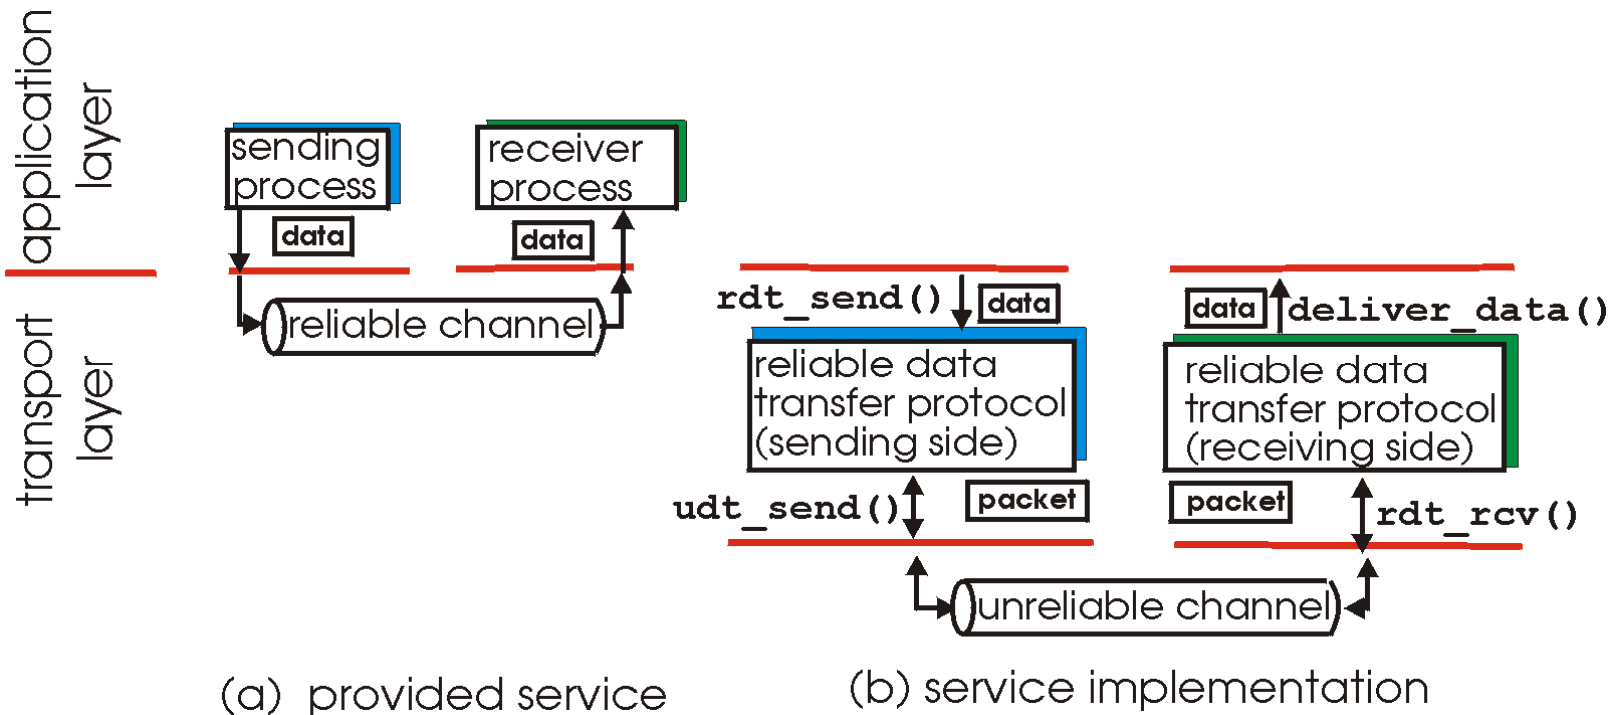 application
layer
transport
layer
sending
process
data
receiver
process
data
reliable channel
(a) provided service
rdt_send()
data
reliable data
transfer protocol
(sending side)
udt_send()
packet
data
deliver_data()
reliable data
transfer protocol
(receiving side)
packet
rdt_rcv()
unreliable channel
(b) service implementation